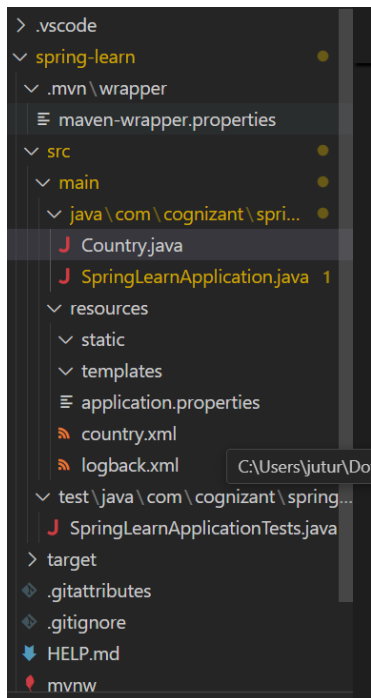 .vscode
spring-learn
.mvn\wrapper
maven-wrapper.properties
src
main
java\com\cognizant\spri...
Country.java
SpringLearnApplication.java 1
resources
static
templates
application.properties
country.xml
logback.xml C:\Users\jutur\Do
test\java\com\cognizant\spring...
SpringLearnApplicationTests.java
target
.gitattributes
.gitignore
HELP.md
mvnw